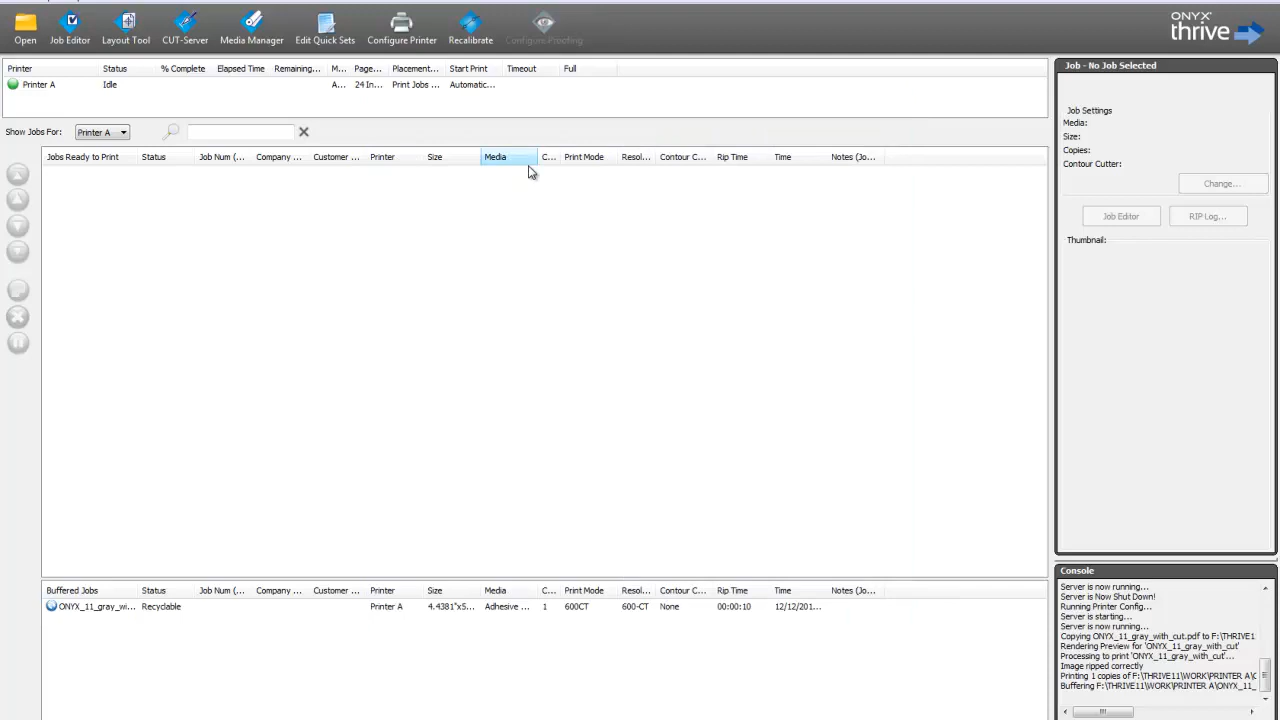 Open Job Editor Layout Tool CUT-Server Media Manager Edit Quick Sets Configure Printer Recalibrate Configure Proofing
ONYX
thrive
Printer Status % Complete Elapsed Time Remaining... M... Page... Placement... Start Print Timeout Full
Printer A Idle A... 24 In... Print Jobs ... Automatic...
Show Jobs For: Printer A
Jobs Ready to Print Status Job Num (... Company ... Customer ... Printer Size Media C... Print Mode Resol... Contour C... Rip Time Time Notes (Jo...
Buffered Jobs Status Job Num (... Company ... Customer ... Printer Size Media C... Print Mode Resol... Contour C... Rip Time Time Notes (Jo...
ONYX_11_gray_wi... Recyclable Printer A 4.4381"x5... Adhesive ... 1 600CT 600-CT None 00:00:10 12/12/201...
Job - No Job Selected
Job Settings
Media:
Size:
Copies:
Contour Cutter:
Change...
Job Editor RIP Log...
Thumbnail:
Console
Server is now running...
Server is Now Shut Down!
Running Printer Config...
Server is starting...
Server is now running...
Copying ONYX_11_gray_with_cut.pdf to F:\THRIVE1
Rendering Preview for 'ONYX_11_gray_with_cut'
Processing to print 'ONYX_11_gray_with_cut'...
Image ripped correctly
Printing 1 copies of F:\THRIVE11\WORK\PRINTER A\C
Buffering F:\THRIVE11\WORK\PRINTER A\ONYX_11_